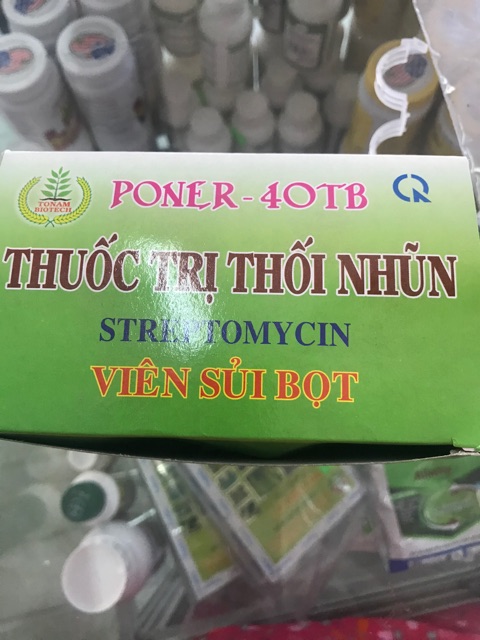 TONAM
BIOTECH
PONER - 40TB
THUỐC TRỊ THỐI NHŨN
STREPTOMYCIN
VIÊN SỦI BỌT